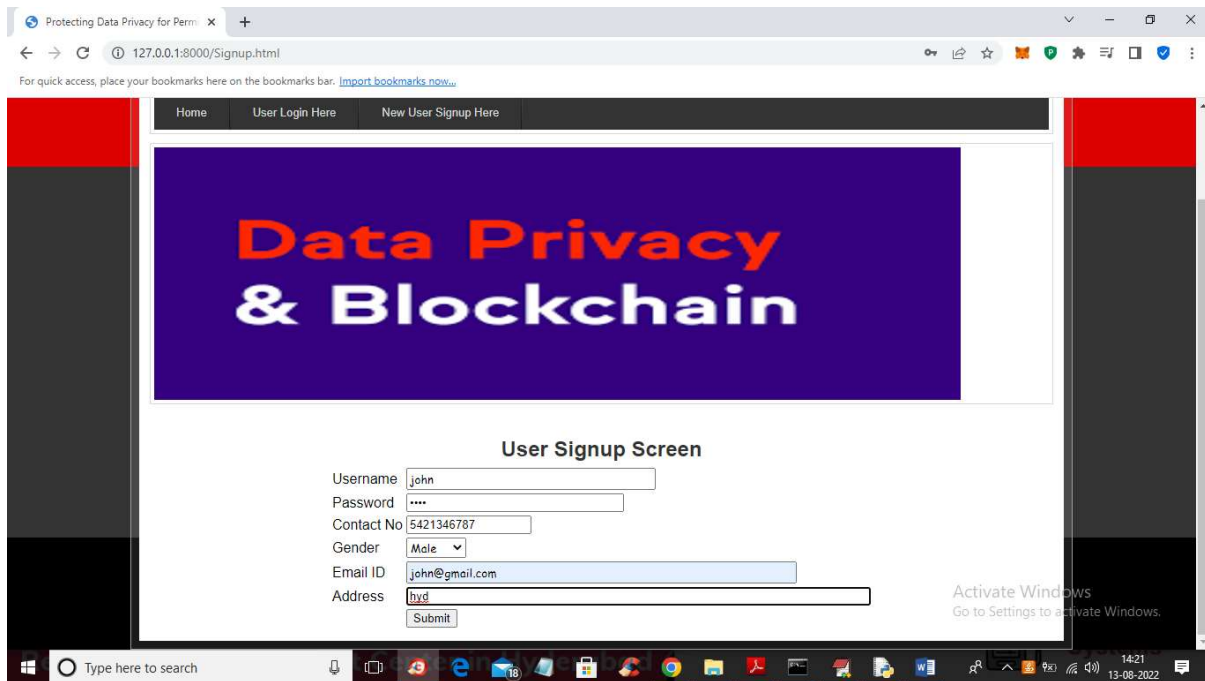 Protecting Data Privacy for Perm
127.0.0.1:8000/Signup.html
For quick access, place your bookmarks here on the bookmarks bar. Import bookmarks now...
Home User Login Here New User Signup Here
Data Privacy
& Blockchain
User Signup Screen
Username john
Password ••••
Contact No 5421346787
Gender Male
Email ID john@gmail.com
Address hyd
Submit
Activate Windows
Go to Settings to activate Windows.
Type here to search
18
14:21
13-08-2022